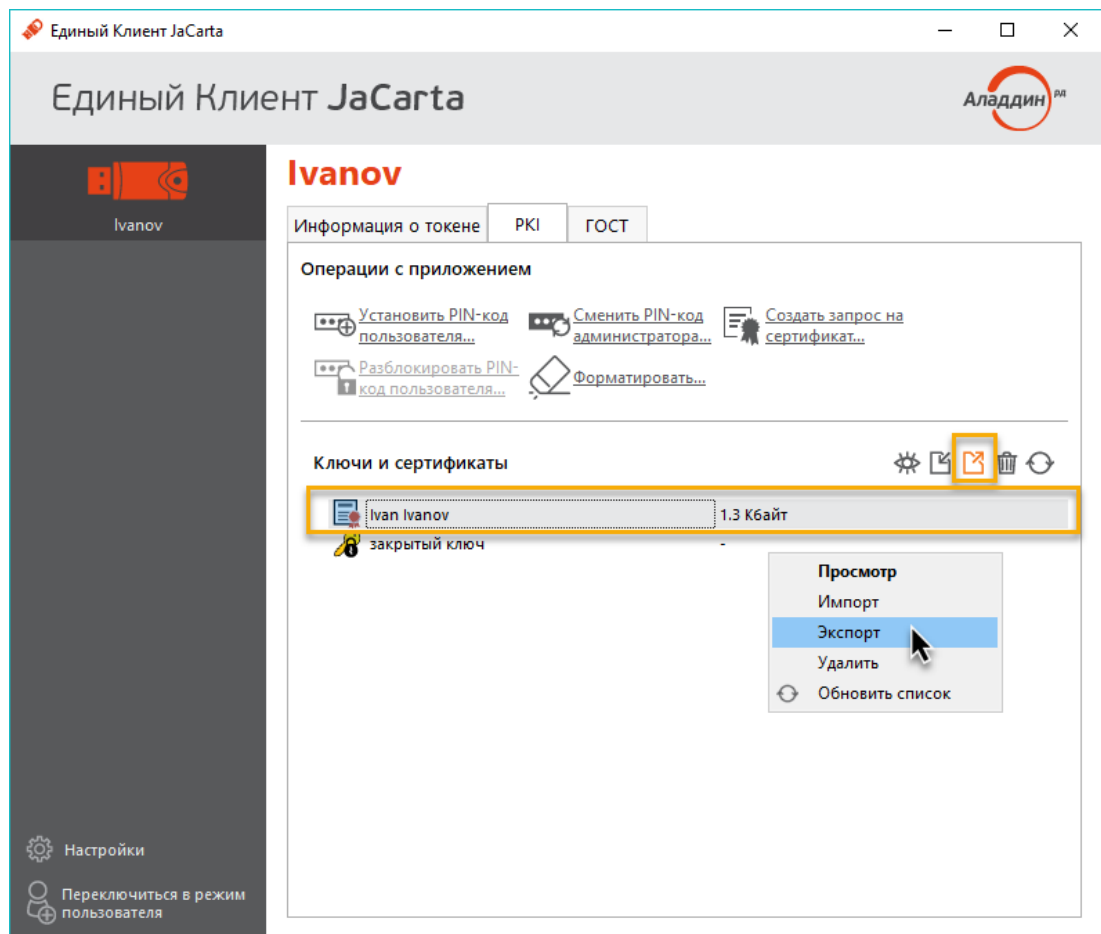 Единый Клиент JaCarta
Единый Клиент JaCarta
Аладдин РД
Ivanov
Ivanov
Информация о токене
PKI
ГОСТ
Операции с приложением
Установить PIN-код
пользователя...
Сменить PIN-код
администратора...
Создать запрос на
сертификат...
Разблокировать PIN-
код пользователя...
Форматировать...
Ключи и сертификаты
Ivan Ivanov
1.3 Кбайт
закрытый ключ
-
Просмотр
Импорт
Экспорт
Удалить
Обновить список
Настройки
Переключиться в режим
пользователя